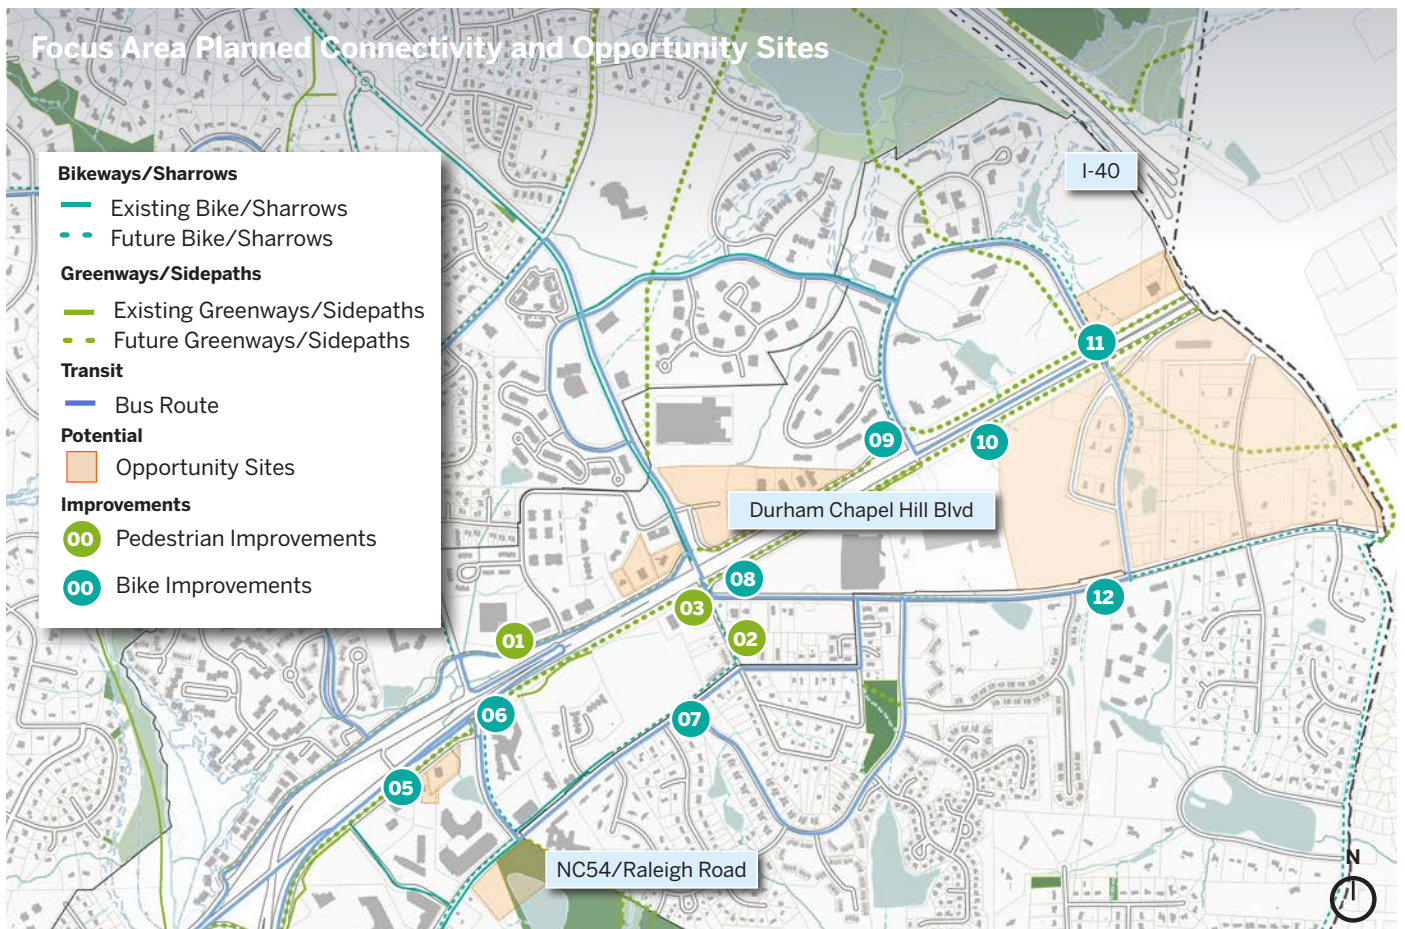 Focus Area Planned Connectivity and Opportunity Sites
I-40
Bikeways/Sharrows
Existing Bike/Sharrows
Future Bike/Sharrows
Greenways/Sidepaths
Existing Greenways/Sidepaths
Future Greenways/Sidepaths
Transit
Bus Route
Potential
Opportunity Sites
Improvements
00 Pedestrian Improvements
00 Bike Improvements
11
09
10
Durham Chapel Hill Blvd
08
12
03
01
02
06
07
05
NC54/Raleigh Road
N